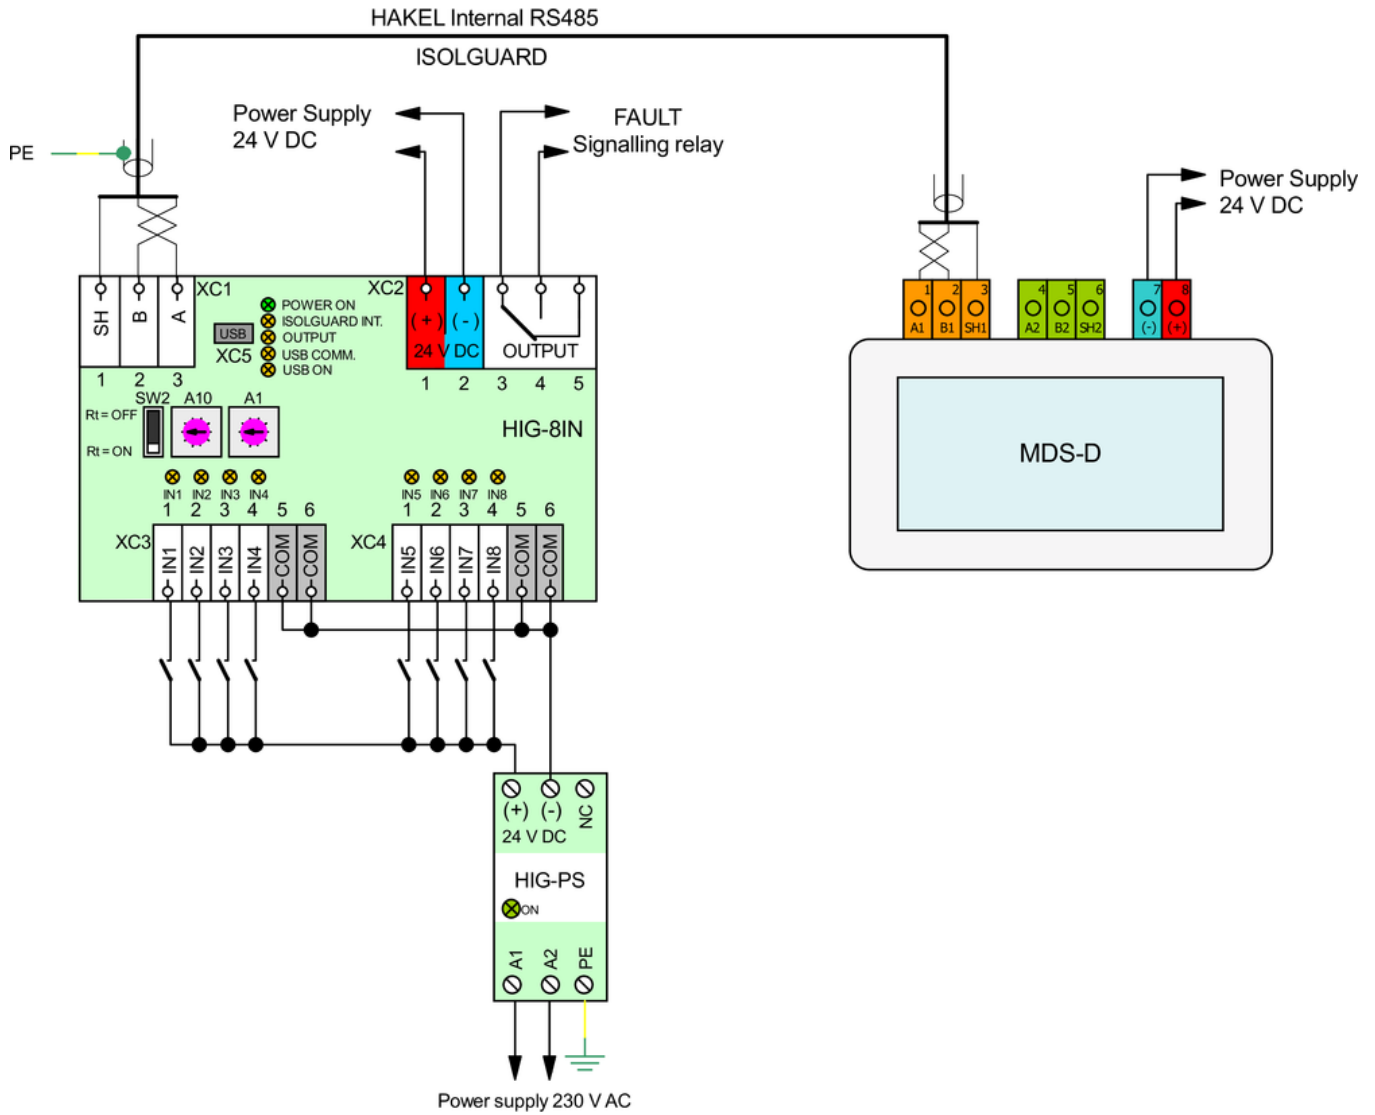 HAKEL Internal RS485
ISOLGUARD
Power Supply
24 V DC
FAULT
Signalling relay
PE
Power Supply
24 V DC
XC1
SH B A
1 2 3
USB
XC5
POWER ON
ISOLGUARD INT.
OUTPUT
USB COMM.
USB ON
XC2
(+) (-)
24 V DC
OUTPUT
1 2 3 4 5
SW2 A10 A1
Rt = OFF
Rt = ON
HIG-8IN
IN1 IN2 IN3 IN4
1 2 3 4 5 6
XC3
IN1 IN2 IN3 IN4 COM COM
IN5 IN6 IN7 IN8
1 2 3 4 5 6
XC4
IN5 IN6 IN7 IN8 COM COM
1 2 3 4 5 6 7 8
A1 B1 SH1 A2 B2 SH2 (-) (+)
MDS-D
(+) (-) NC
24 V DC
HIG-PS
ON
A1 A2 PE
Power supply 230 V AC